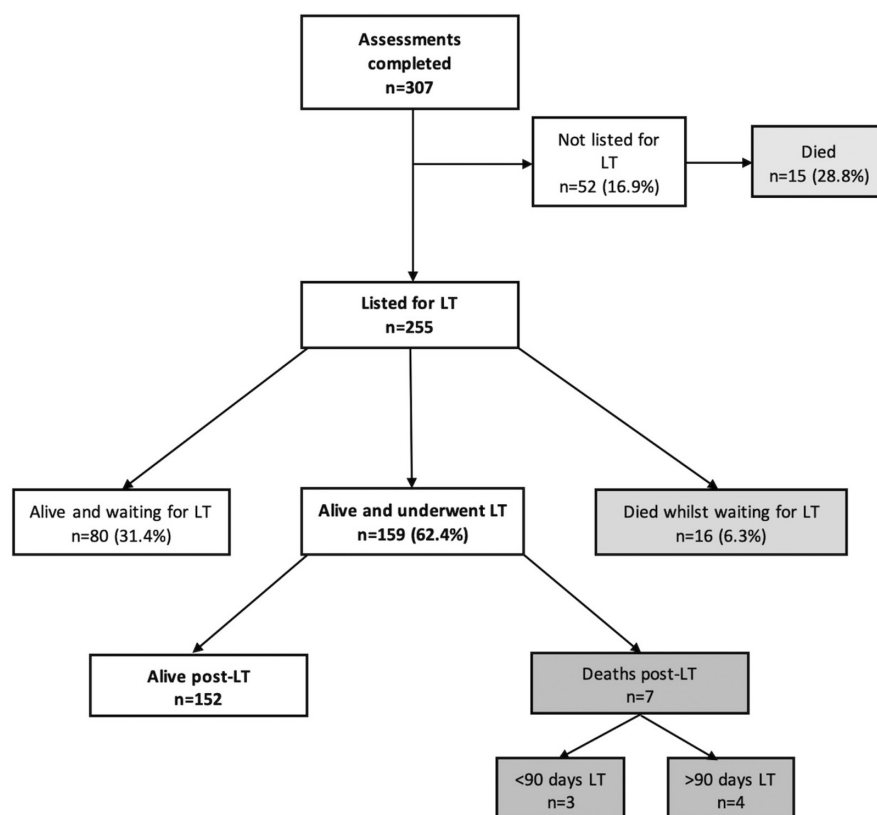 Assessments
completed
n=307
Not listed for
LT
n=52 (16.9%)
Died
n=15 (28.8%)
Listed for LT
n=255
Alive and waiting for LT
n=80 (31.4%)
Alive and underwent LT
n=159 (62.4%)
Died whilst waiting for LT
n=16 (6.3%)
Alive post-LT
n=152
Deaths post-LT
n=7
<90 days LT
n=3
>90 days LT
n=4